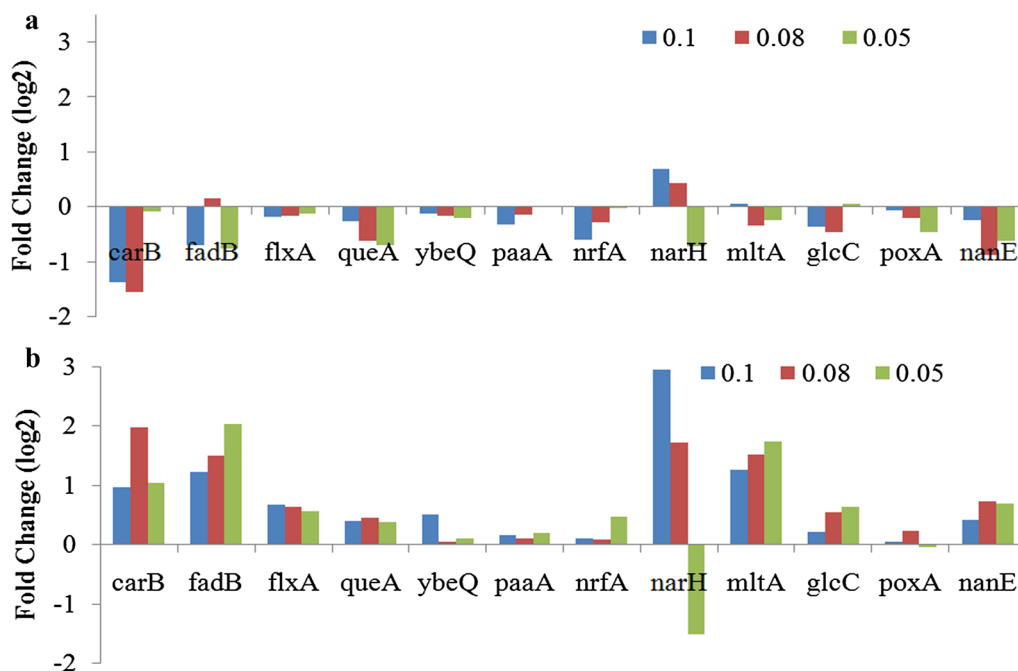 a
Fold Change (log2)
3
2
1
0
-1
-2
0.1 0.08 0.05
carB fadB flxA queA ybeQ paaA nrfA narH mltA glcC poxA nanE
b
Fold Change (log2)
3
2
1
0
-1
-2
0.1 0.08 0.05
carB fadB flxA queA ybeQ paaA nrfA narH mltA glcC poxA nanE